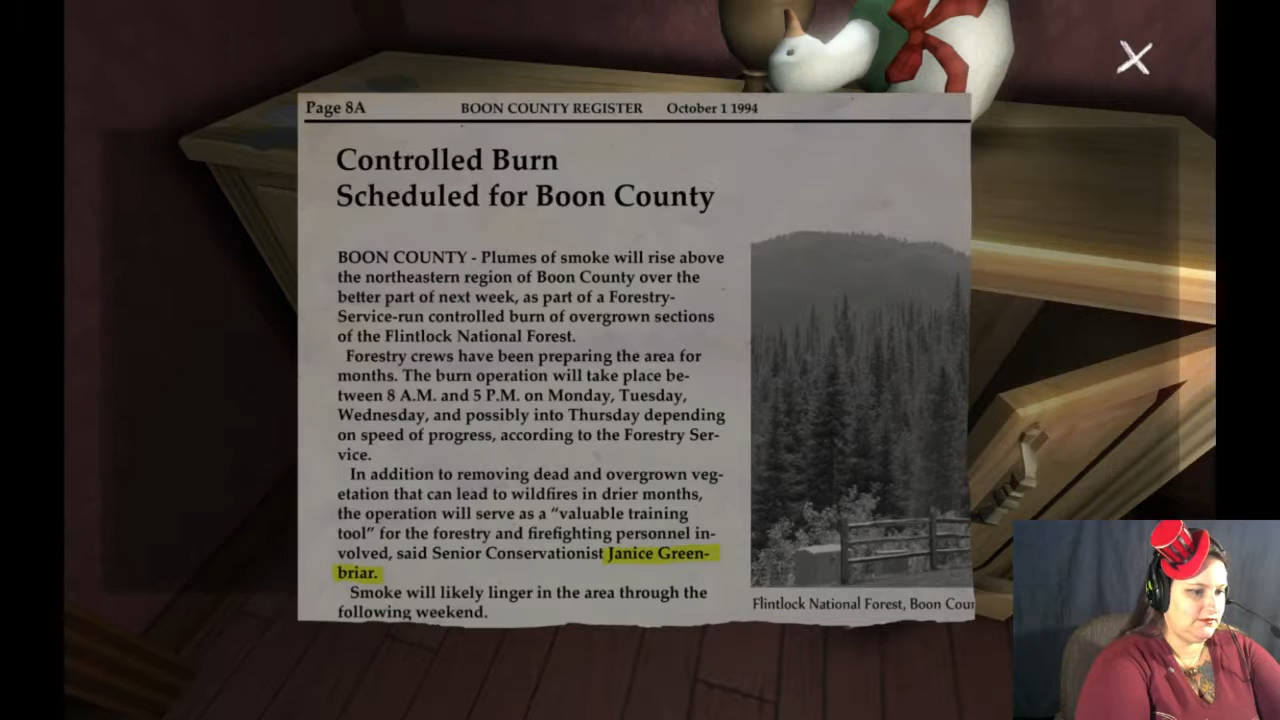 Page 8A BOON COUNTY REGISTER October 1 1994
Controlled Burn
Scheduled for Boon County
BOON COUNTY - Plumes of smoke will rise above
the northeastern region of Boon County over the
better part of next week, as part of a Forestry-
Service-run controlled burn of overgrown sections
of the Flintlock National Forest.
Forestry crews have been preparing the area for
months. The burn operation will take place be-
tween 8 A.M. and 5 P.M. on Monday, Tuesday,
Wednesday, and possibly into Thursday depending
on speed of progress, according to the Forestry Ser-
vice.
In addition to removing dead and overgrown veg-
etation that can lead to wildfires in drier months,
the operation will serve as a “valuable training
tool” for the forestry and firefighting personnel in-
volved, said Senior Conservationist Janice Green-
briar.
Smoke will likely linger in the area through the
following weekend.
Flintlock National Forest, Boon Cou